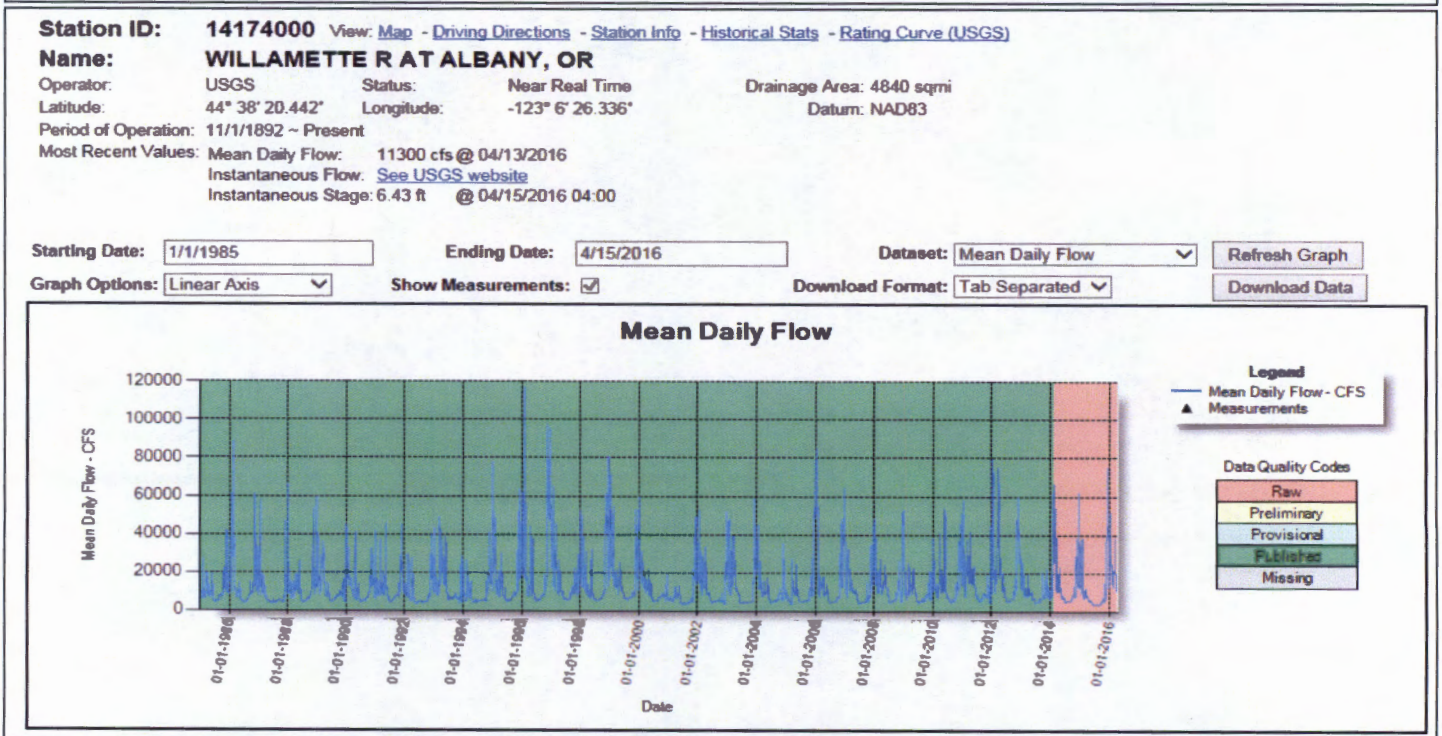 Station ID: 14174000 View: Map - Driving Directions - Station Info - Historical Stats - Rating Curve (USGS)
Name: WILLAMETTE R AT ALBANY, OR
Operator: USGS Status: Near Real Time Drainage Area: 4840 sqmi
Latitude: 44° 38' 20.442" Longitude: -123° 6' 26.336" Datum: NAD83
Period of Operation: 11/1/1892 ~ Present
Most Recent Values: Mean Daily Flow: 11300 cfs @ 04/13/2016
Instantaneous Flow: See USGS website
Instantaneous Stage: 6.43 ft @ 04/15/2016 04:00
Starting Date: 1/1/1985 Ending Date: 4/15/2016 Dataset: Mean Daily Flow Refresh Graph
Graph Options: Linear Axis Show Measurements: Download Format: Tab Separated Download Data
Mean Daily Flow
Legend
Mean Daily Flow - CFS
Measurements
Data Quality Codes
Raw
Preliminary
Provisional
Published
Missing
Mean Daily Flow - CFS
120000
100000
80000
60000
40000
20000
0
01-01-1986
01-01-1988
01-01-1990
01-01-1992
01-01-1994
01-01-1996
01-01-1998
01-01-2000
01-01-2002
01-01-2004
01-01-2006
01-01-2008
01-01-2010
01-01-2012
01-01-2014
01-01-2016
Date